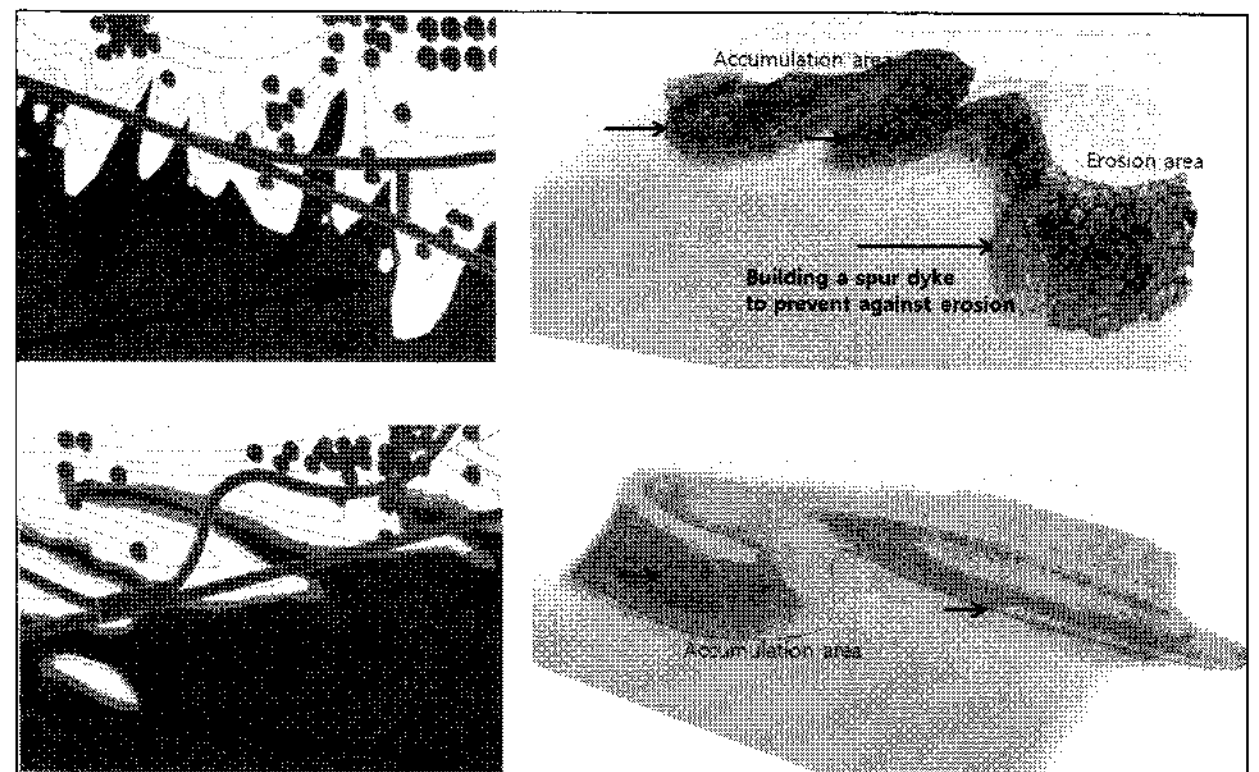 Accumulation area
Erosion area
Building a spur dyke
to prevent against erosion
Accumulation area